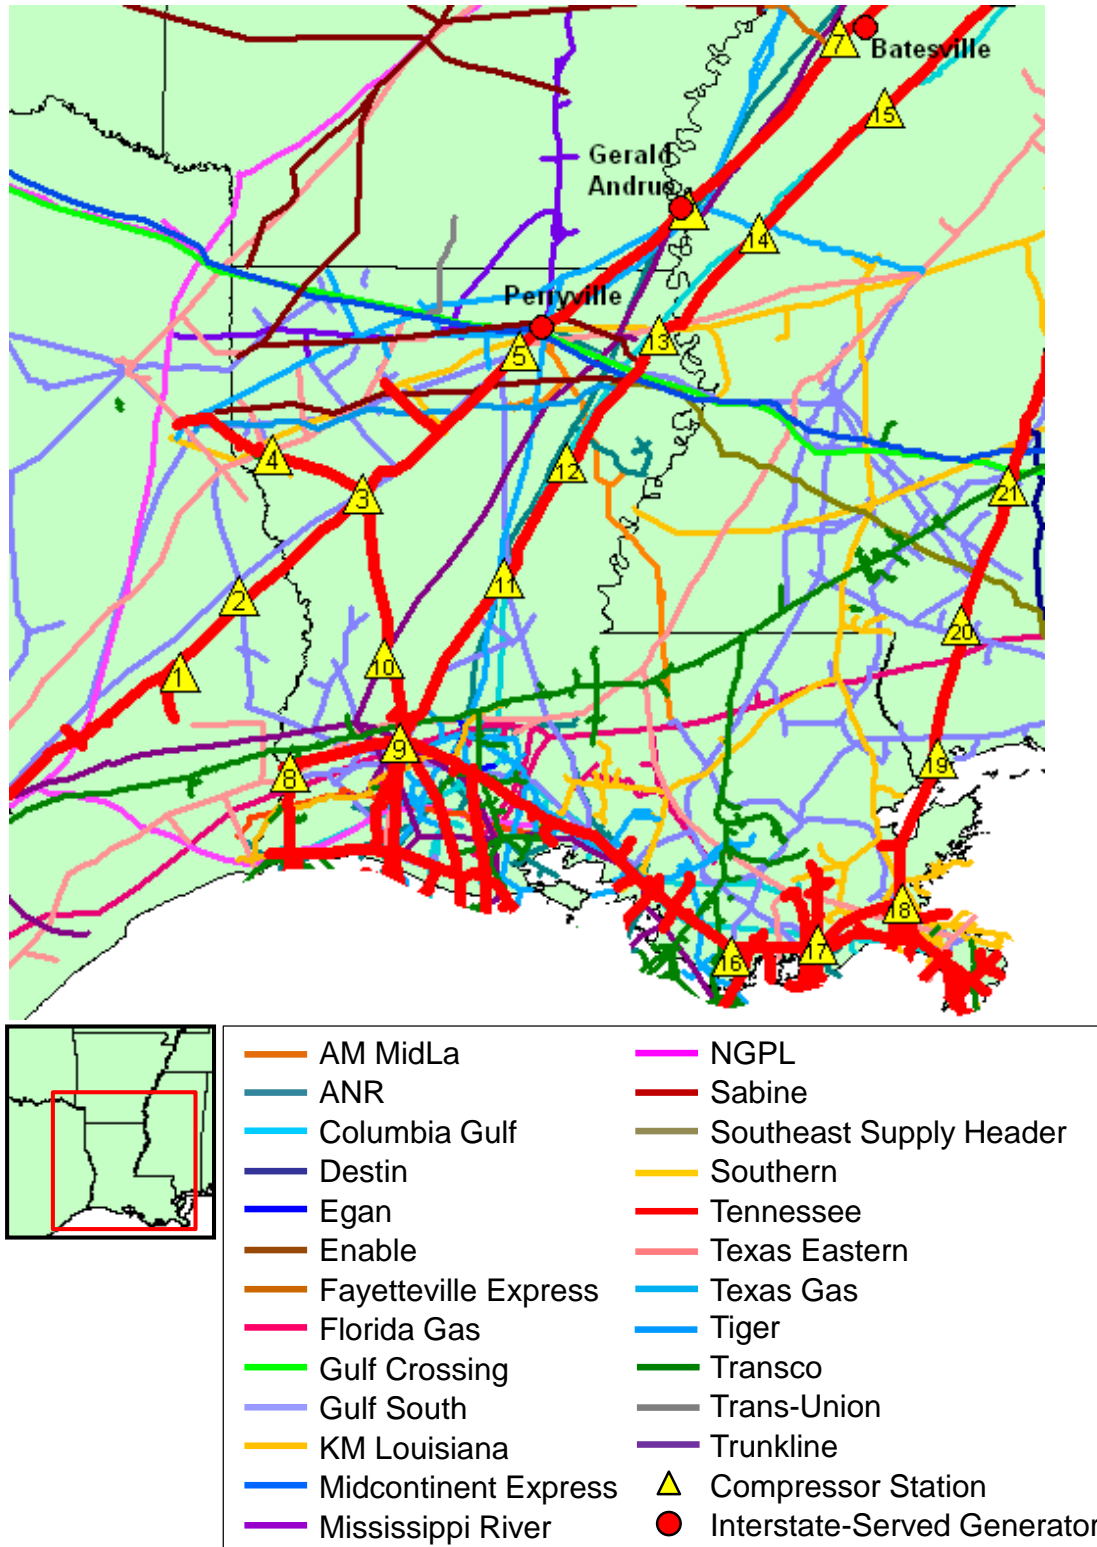 7
Batesville
15
Gerald
Andrus
14
Perryville
13
5
4
3
12
21
11
2
20
10
1
9
19
8
18
17
16
AM MidLa
ANR
Columbia Gulf
Destin
Egan
Enable
Fayetteville Express
Florida Gas
Gulf Crossing
Gulf South
KM Louisiana
Midcontinent Express
Mississippi River
NGPL
Sabine
Southeast Supply Header
Southern
Tennessee
Texas Eastern
Texas Gas
Tiger
Transco
Trans-Union
Trunkline
Compressor Station
Interstate-Served Generator